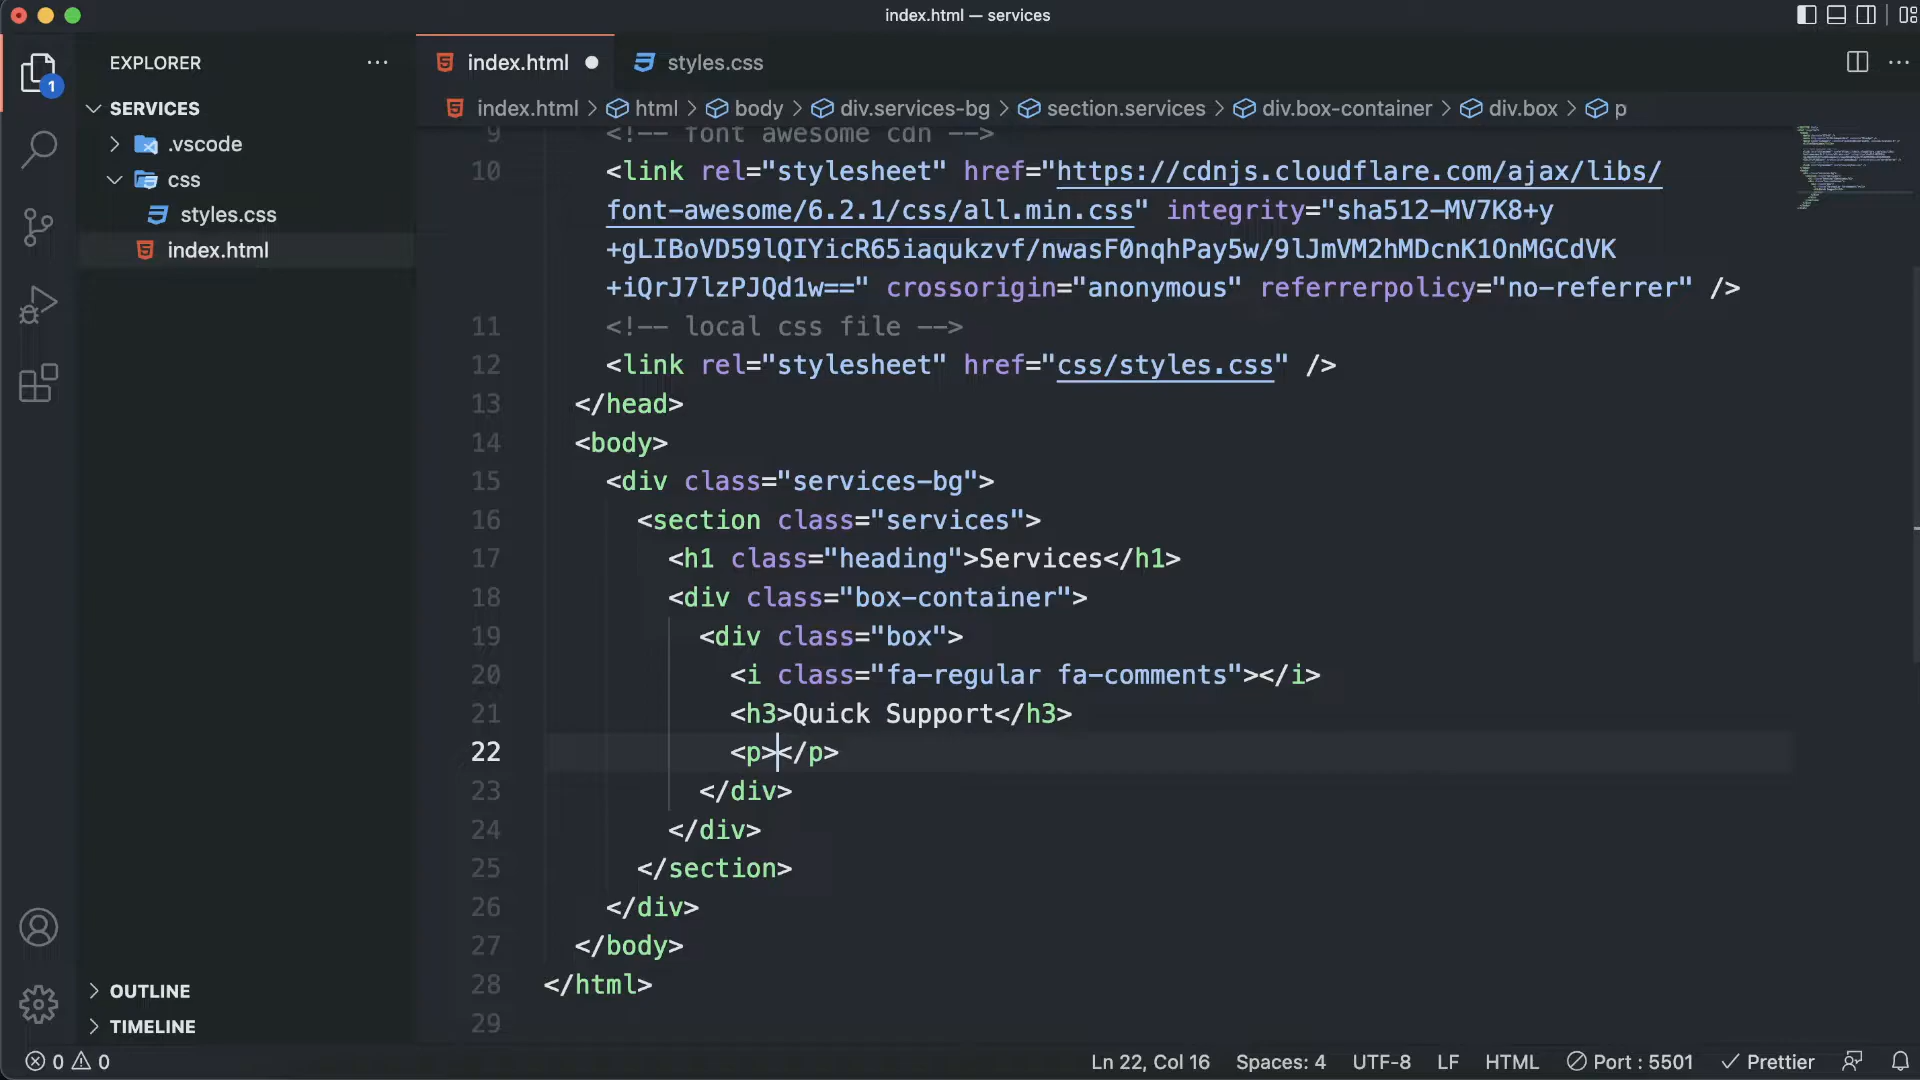 index.html — services
EXPLORER
SERVICES
.vscode
css
styles.css
index.html
OUTLINE
TIMELINE
1
index.html
styles.css
index.html > html > body > div.services-bg > section.services > div.box-container > div.box > p
9 <!-- font awesome cdn -->
10 <link rel="stylesheet" href="https://cdnjs.cloudflare.com/ajax/libs/
font-awesome/6.2.1/css/all.min.css" integrity="sha512-MV7K8+y
+gLIBoVD59lQIYicR65iaqukzvf/nwasF0nqhPay5w/9lJmVM2hMDcnK1OnMGCdVK
+iQrJ7lzPJQd1w==" crossorigin="anonymous" referrerpolicy="no-referrer" />
11 <!-- local css file -->
12 <link rel="stylesheet" href="css/styles.css" />
13 </head>
14 <body>
15 <div class="services-bg">
16 <section class="services">
17 <h1 class="heading">Services</h1>
18 <div class="box-container">
19 <div class="box">
20 <i class="fa-regular fa-comments"></i>
21 <h3>Quick Support</h3>
22 <p></p>
23 </div>
24 </div>
25 </section>
26 </div>
27 </body>
28 </html>
29
0 0
Ln 22, Col 16 Spaces: 4 UTF-8 LF HTML Port : 5501 Prettier